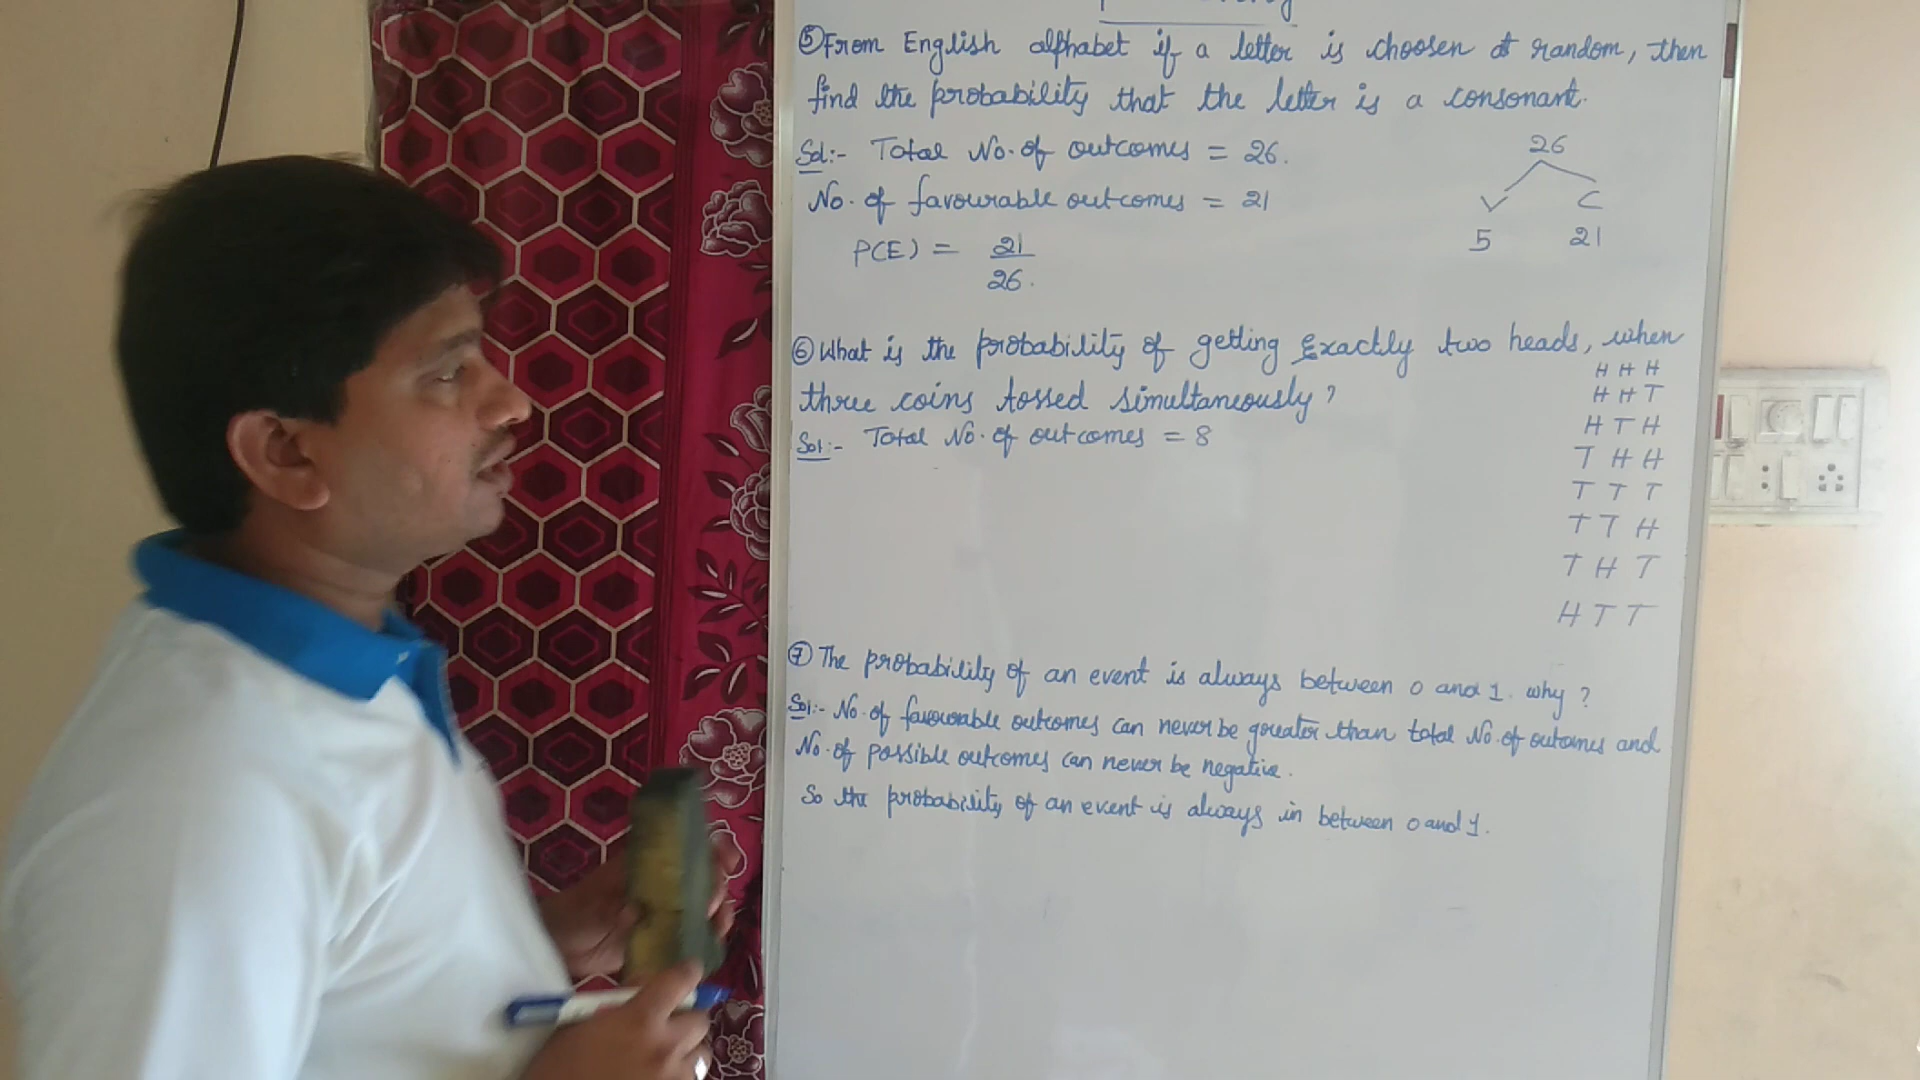 ⑤ From English alphabet if a letter is choosen at random, then
find the probability that the letter is a consonant.
Sol:- Total No. of outcomes = 26.
No. of favourable outcomes = 21
P(E) = 21
26.
26
V C
5 21
⑥ What is the probability of getting Exactly two heads, when
three coins tossed simultaneously?
Sol:- Total No. of outcomes = 8
H H H
H H T
H T H
T H H
T T T
T T H
T H T
H T T
⑦ The probability of an event is always between 0 and 1. why?
Sol:- No. of favourable outcomes can never be greater than total No. of outcomes and
No. of possible outcomes can never be negative.
So the probability of an event is always in between 0 and 1.